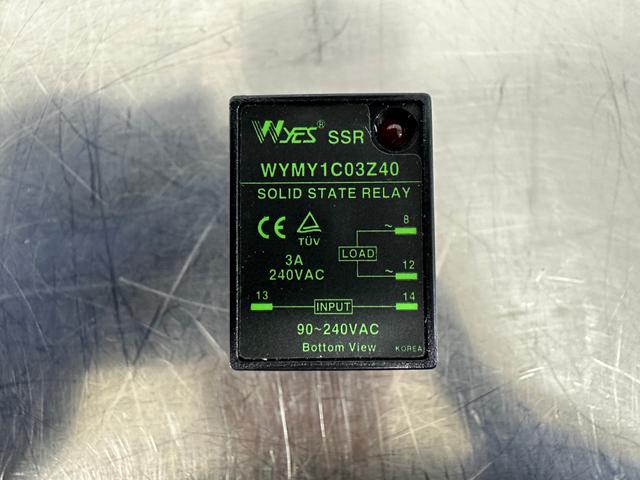 WYES® SSR
WYMY1C03Z40
SOLID STATE RELAY
CE TÜV
3A
240VAC
8
~
LOAD
~ 12
13 INPUT 14
90~240VAC
Bottom View KOREA